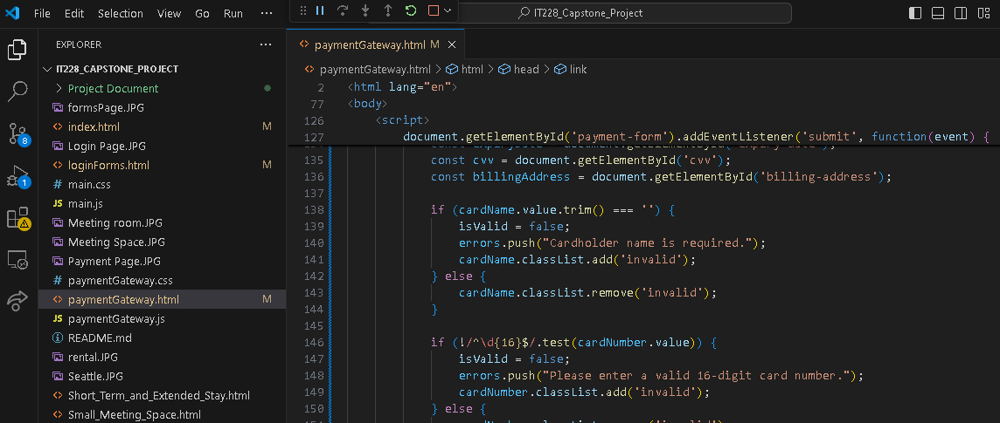 File Edit Selection View Go Run ···
IT228_Capstone_Project
EXPLORER ···
IT228_CAPSTONE_PROJECT
Project Document
formsPage.JPG
index.html M
Login Page.JPG
loginForms.html M
main.css
main.js
Meeting room.JPG
Meeting Space.JPG
Payment Page.JPG
paymentGateway.css
paymentGateway.html M
paymentGateway.js
README.md
rental.JPG
Seattle.JPG
Short_Term_and_Extended_Stay.html
Small_Meeting_Space.html
8
1
paymentGateway.html M ×
paymentGateway.html > html > head > link
2 <html lang="en">
77 <body>
126 <script>
127 document.getElementById('payment-form').addEventListener('submit', function(event) {
135 const cvv = document.getElementById('cvv');
136 const billingAddress = document.getElementById('billing-address');
137
138 if (cardName.value.trim() === '') {
139 isValid = false;
140 errors.push("Cardholder name is required.");
141 cardName.classList.add('invalid');
142 } else {
143 cardName.classList.remove('invalid');
144 }
145
146 if (!/^\d{16}$/.test(cardNumber.value)) {
147 isValid = false;
148 errors.push("Please enter a valid 16-digit card number.");
149 cardNumber.classList.add('invalid');
150 } else {